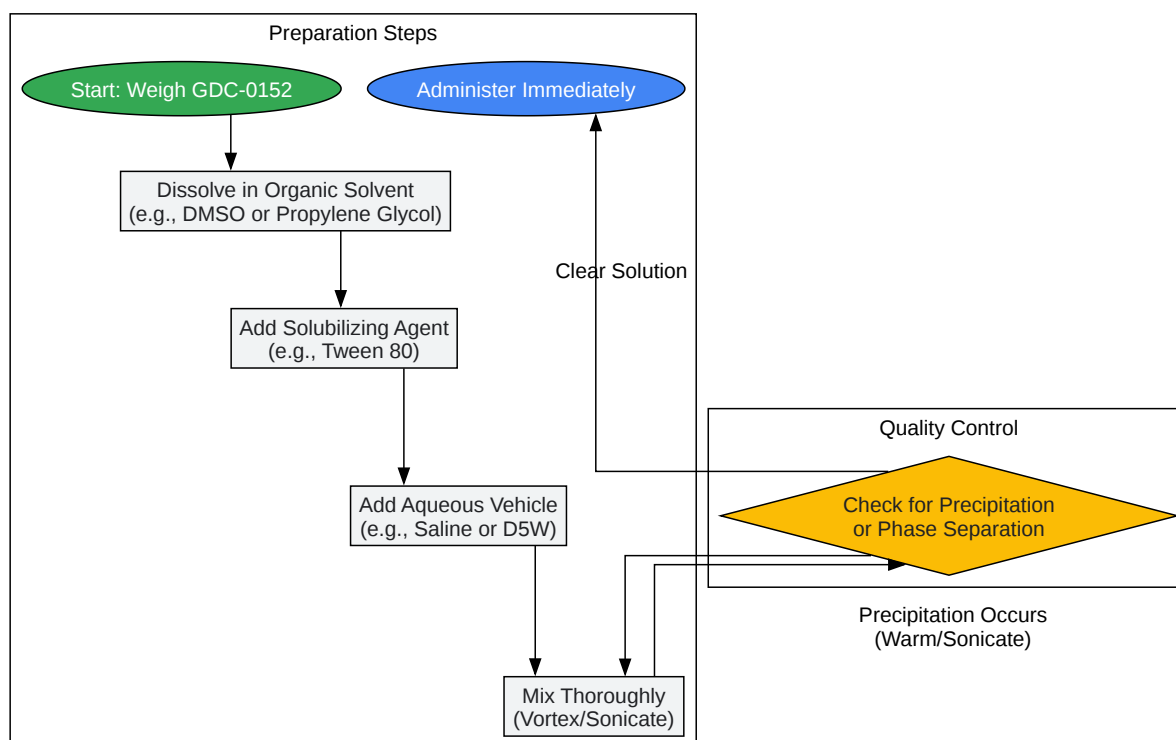 Preparation Steps
Start: Weigh GDC-0152
Administer Immediately
Dissolve in Organic Solvent
(e.g., DMSO or Propylene Glycol)
Clear Solution
Add Solubilizing Agent
(e.g., Tween 80)
Quality Control
Add Aqueous Vehicle
(e.g., Saline or D5W)
Check for Precipitation
or Phase Separation
Precipitation Occurs
(Warm/Sonicate)
Mix Thoroughly
(Vortex/Sonicate)